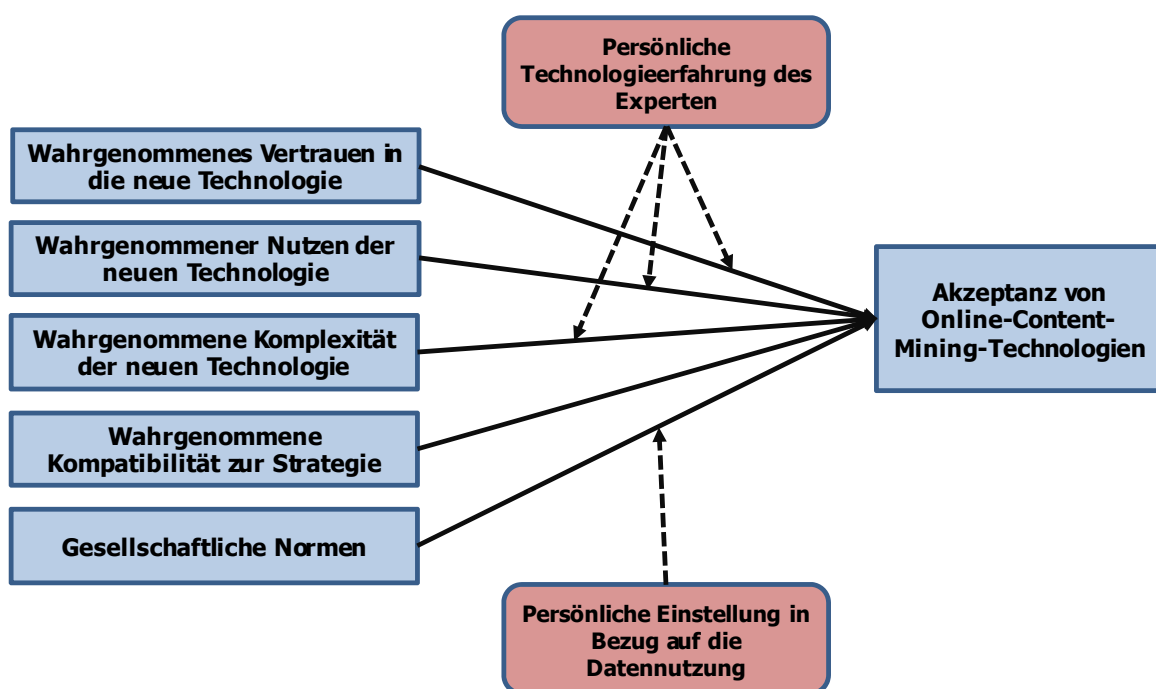 Persönliche
Technologieerfahrung des
Experten
Wahrgenommenes Vertrauen in
die neue Technologie
Wahrgenommener Nutzen der
neuen Technologie
Wahrgenommene Komplexität
der neuen Technologie
Wahrgenommene
Kompatibilität zur Strategie
Gesellschaftliche Normen
Akzeptanz von
Online-Content-
Mining-Technologien
Persönliche Einstellung in
Bezug auf die
Datennutzung